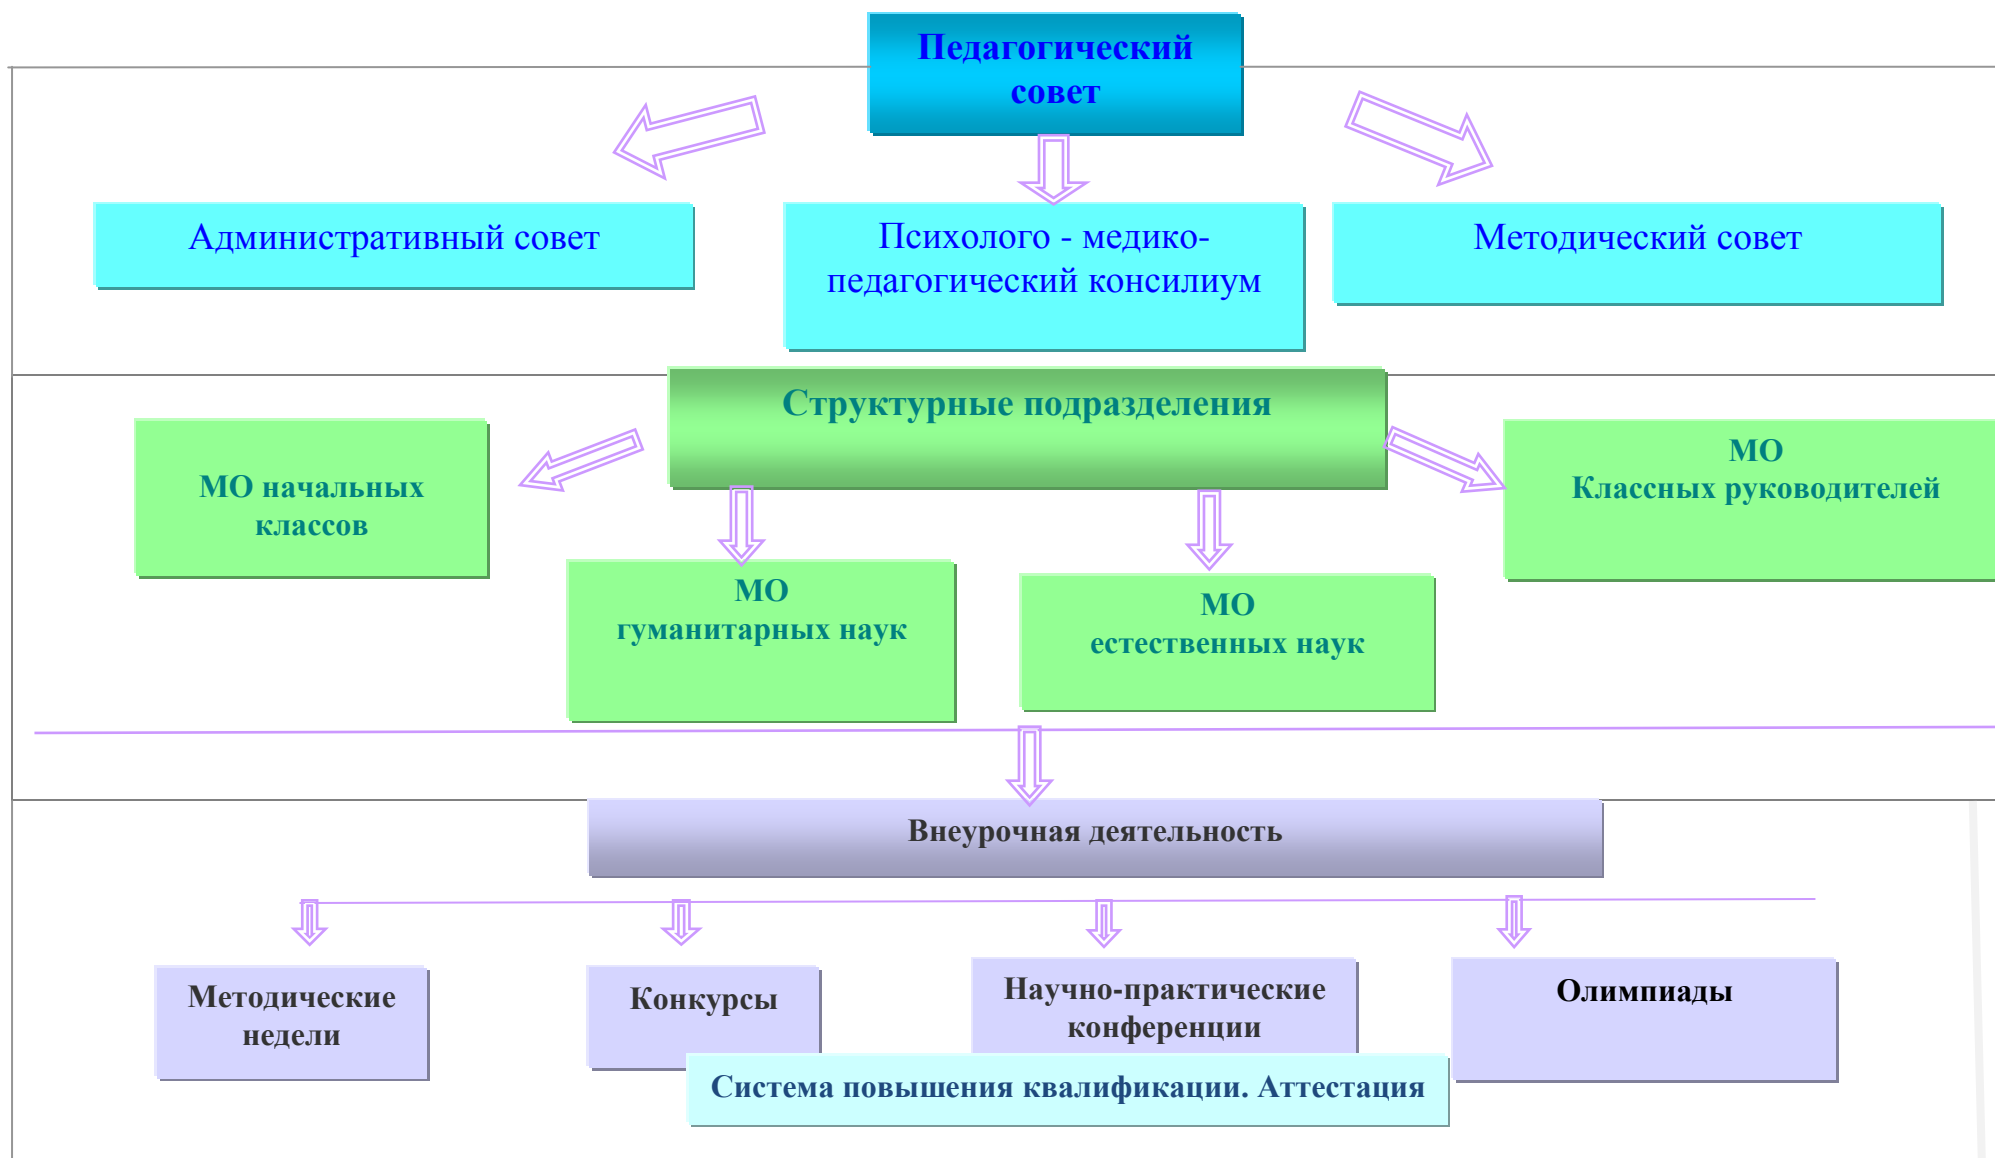 Педагогический
совет
Административный совет
Психолого - медико-
педагогический консилиум
Методический совет
Структурные подразделения
МО начальных
классов
МО
гуманитарных наук
МО
естественных наук
МО
Классных руководителей
Внеурочная деятельность
Методические
недели
Конкурсы
Научно-практические
конференции
Олимпиады
Система повышения квалификации. Аттестация